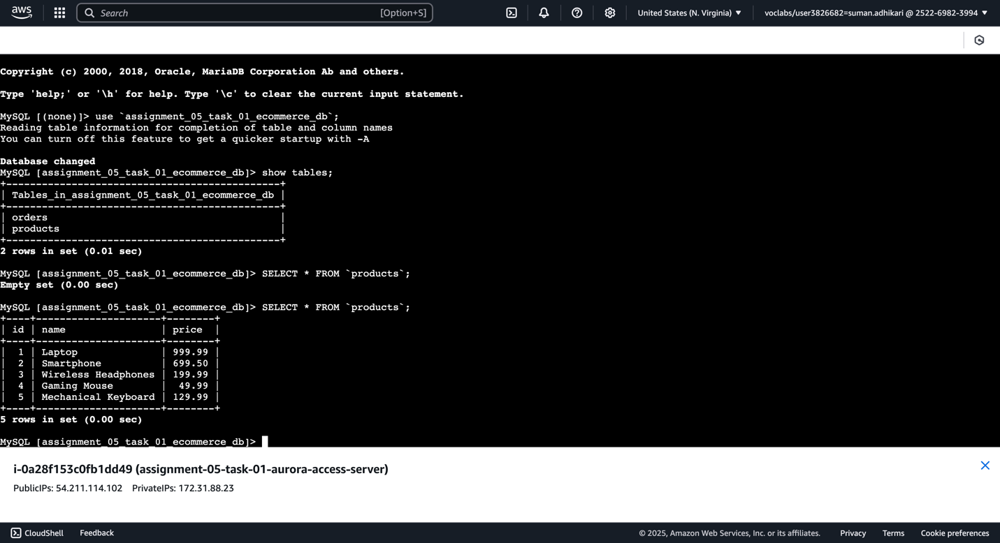 aws
Search [Option+S]
United States (N. Virginia) ▼
voclabs/user3826682=suman.adhikari @ 2522-6982-3994 ▼
Copyright (c) 2000, 2018, Oracle, MariaDB Corporation Ab and others.
Type 'help;' or '\h' for help. Type '\c' to clear the current input statement.
MySQL [(none)]> use `assignment_05_task_01_ecommerce_db`;
Reading table information for completion of table and column names
You can turn off this feature to get a quicker startup with -A
Database changed
MySQL [assignment_05_task_01_ecommerce_db]> show tables;
+----------------------------------------------+
| Tables_in_assignment_05_task_01_ecommerce_db |
+----------------------------------------------+
| orders                                       |
| products                                     |
+----------------------------------------------+
2 rows in set (0.01 sec)
MySQL [assignment_05_task_01_ecommerce_db]> SELECT * FROM `products`;
Empty set (0.00 sec)
MySQL [assignment_05_task_01_ecommerce_db]> SELECT * FROM `products`;
+----+---------------------+--------+
| id | name                | price  |
+----+---------------------+--------+
|  1 | Laptop              | 999.99 |
|  2 | Smartphone          | 699.50 |
|  3 | Wireless Headphones | 199.99 |
|  4 | Gaming Mouse        |  49.99 |
|  5 | Mechanical Keyboard | 129.99 |
+----+---------------------+--------+
5 rows in set (0.00 sec)
MySQL [assignment_05_task_01_ecommerce_db]>
i-0a28f153c0fb1dd49 (assignment-05-task-01-aurora-access-server)
PublicIPs: 54.211.114.102 PrivateIPs: 172.31.88.23
CloudShell Feedback © 2025, Amazon Web Services, Inc. or its affiliates. Privacy Terms Cookie preferences